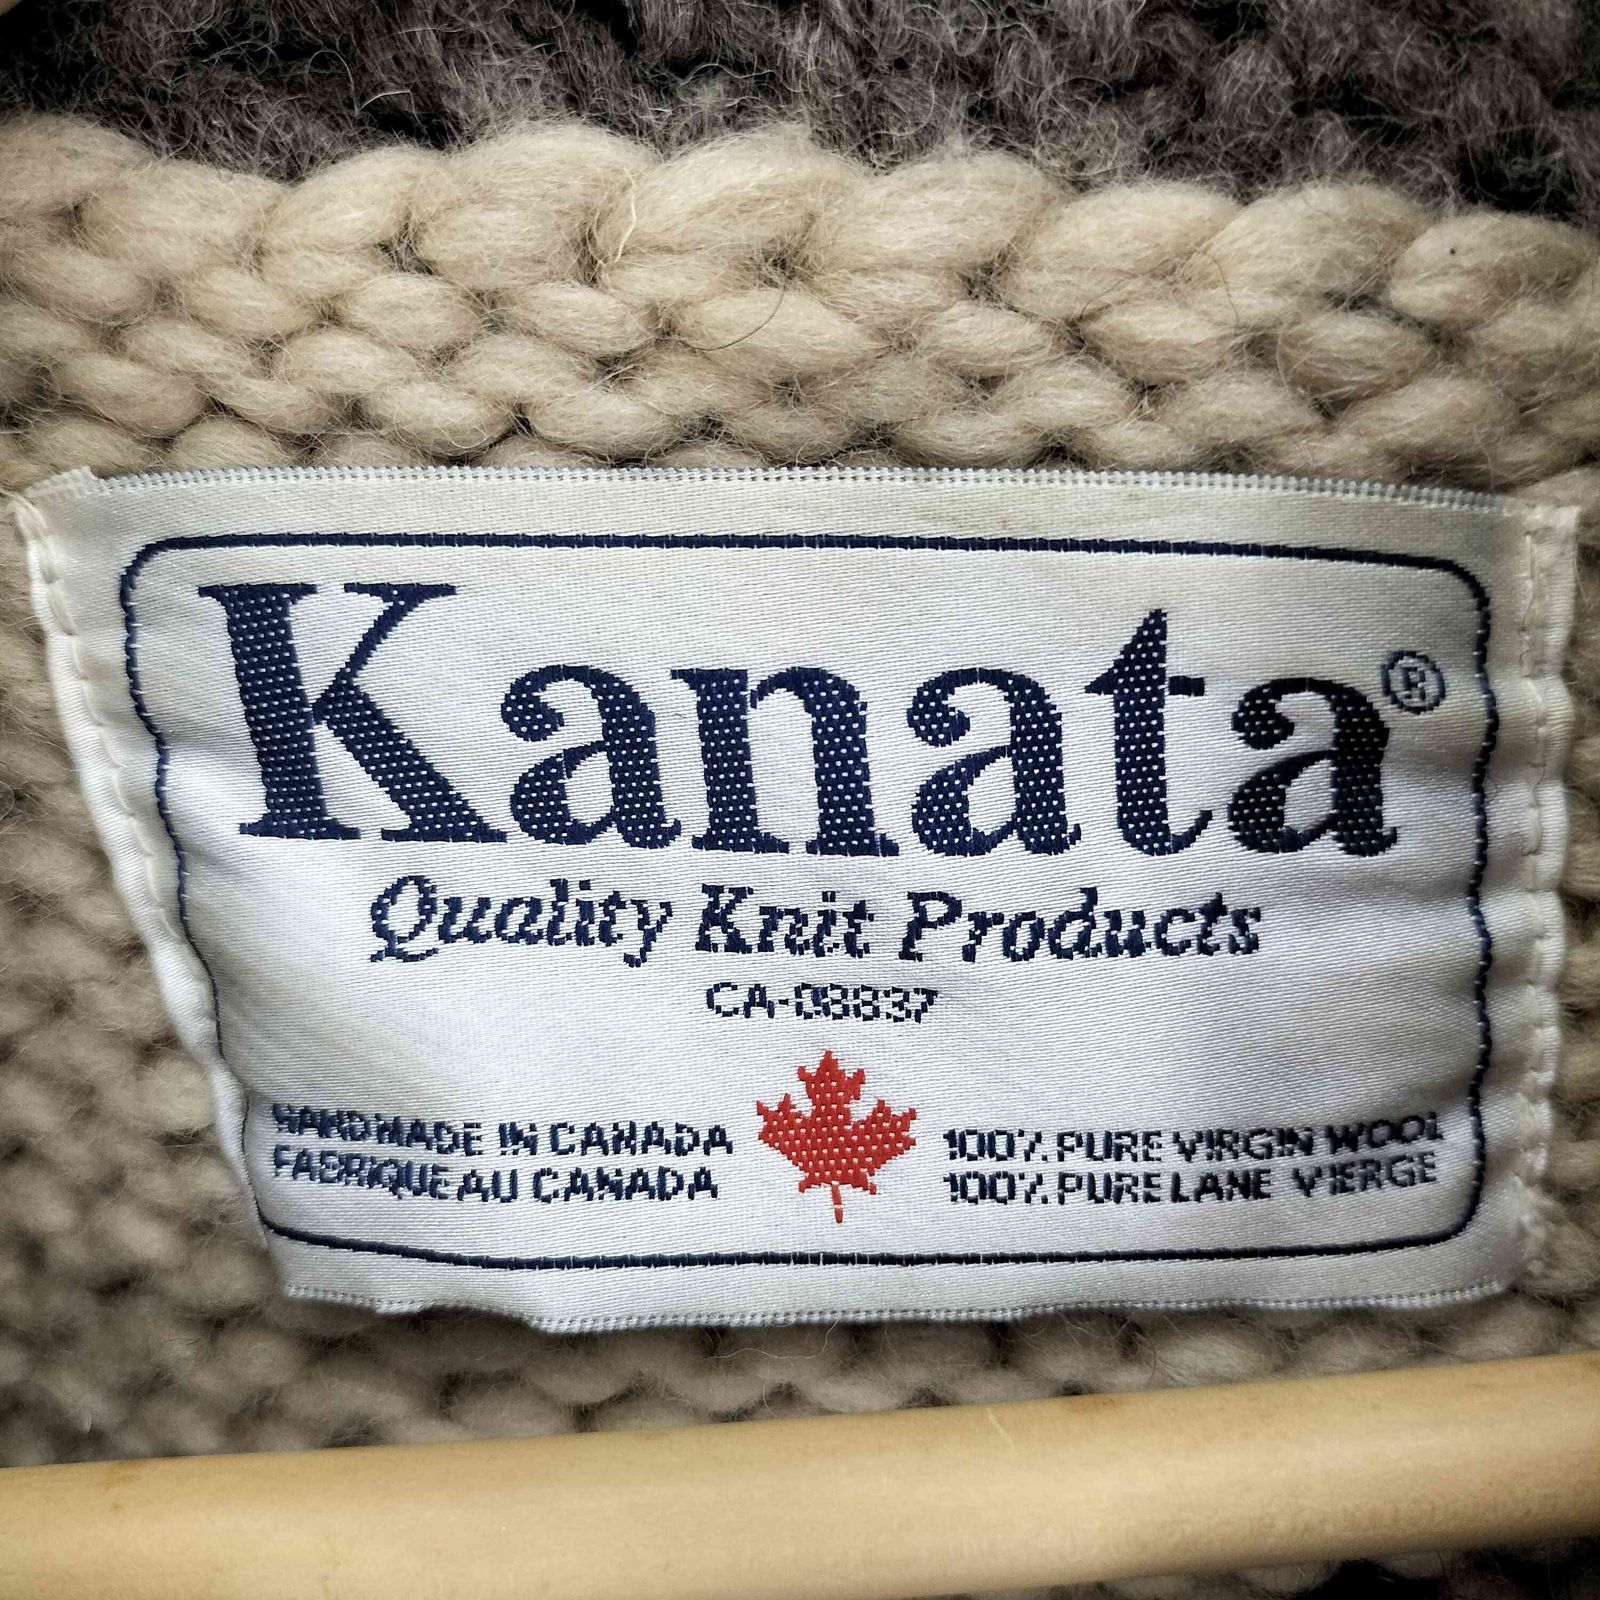 Kanata®
Quality Knit Products
CA-08837
HANDMADE IN CANADA
FABRIQUE AU CANADA
100% PURE VIRGIN WOOL
100% PURE LANE VIERGE